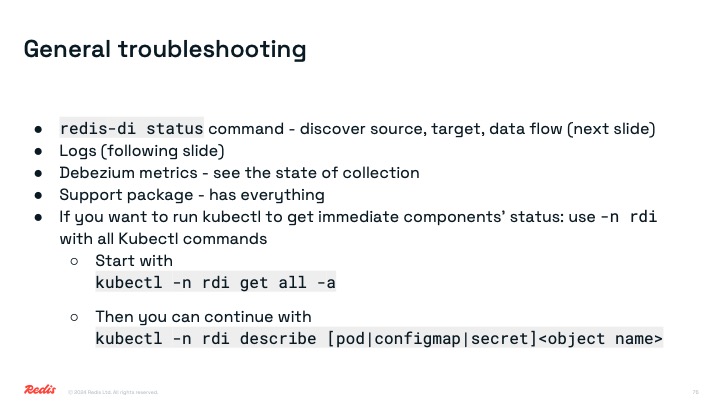 General troubleshooting
● redis-di status command - discover source, target, data flow (next slide)
● Logs (following slide)
● Debezium metrics - see the state of collection
● Support package - has everything
● If you want to run kubectl to get immediate components' status: use -n rdi
with all Kubectl commands
○ Start with
kubectl -n rdi get all -a
○ Then you can continue with
kubectl -n rdi describe [pod|configmap|secret]<object name>
Redis © 2024 Redis Ltd. All rights reserved.